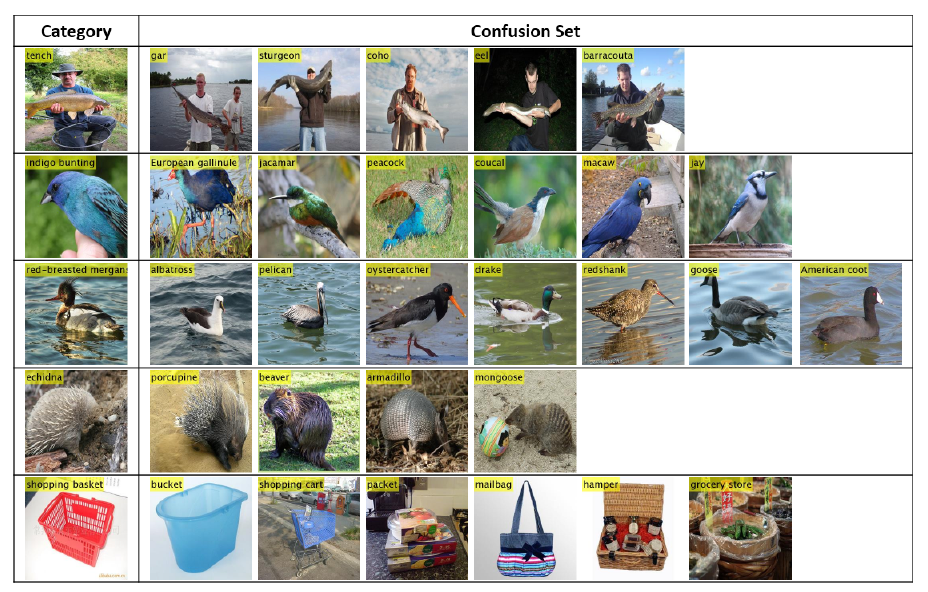 Category Confusion Set
tench gar sturgeon coho eel barracouta
indigo bunting European gallinule jacamar peacock coucal macaw jay
red-breasted mergans albatross pelican oystercatcher drake redshank goose American coot
echidna porcupine beaver armadillo mongoose
shopping basket bucket shopping cart packet mailbag hamper grocery store